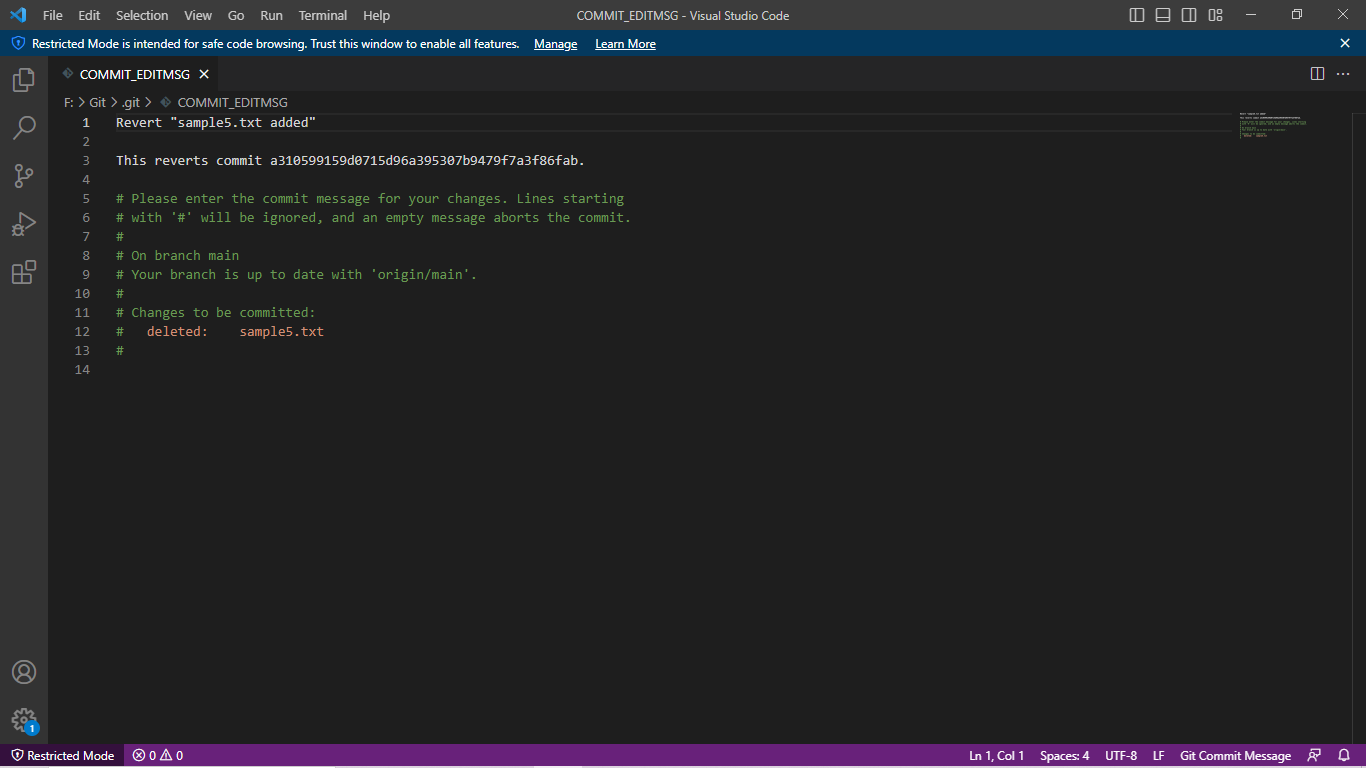 File Edit Selection View Go Run Terminal Help COMMIT_EDITMSG - Visual Studio Code
Restricted Mode is intended for safe code browsing. Trust this window to enable all features. Manage Learn More
COMMIT_EDITMSG
F: > Git > .git > COMMIT_EDITMSG
1 Revert "sample5.txt added"
2
3 This reverts commit a310599159d0715d96a395307b9479f7a3f86fab.
4
5 # Please enter the commit message for your changes. Lines starting
6 # with '#' will be ignored, and an empty message aborts the commit.
7 #
8 # On branch main
9 # Your branch is up to date with 'origin/main'.
10 #
11 # Changes to be committed:
12 #	deleted:    sample5.txt
13 #
14
1
Restricted Mode 0 0 Ln 1, Col 1 Spaces: 4 UTF-8 LF Git Commit Message